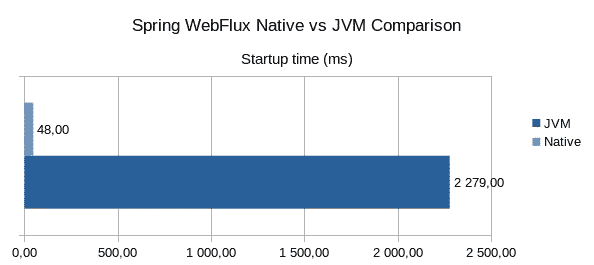 Spring WebFlux Native vs JVM Comparison
Startup time (ms)
48,00
JVM
Native
2 279,00
0,00 500,00 1 000,00 1 500,00 2 000,00 2 500,00